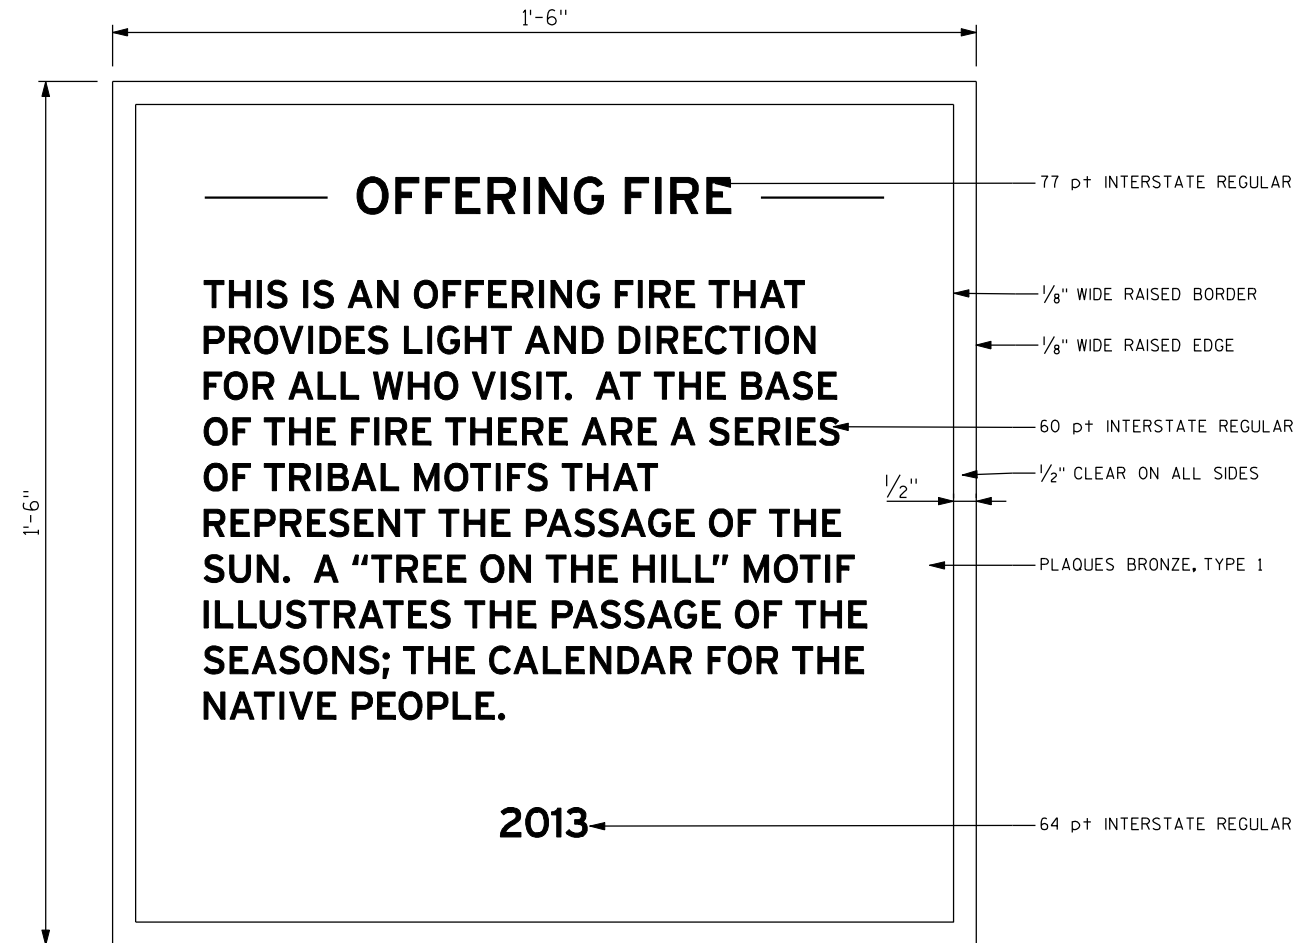 1'-6"
OFFERING FIRE
77 pt INTERSTATE REGULAR
THIS IS AN OFFERING FIRE THAT
1/8" WIDE RAISED BORDER
PROVIDES LIGHT AND DIRECTION
1/8" WIDE RAISED EDGE
FOR ALL WHO VISIT.  AT THE BASE
OF THE FIRE THERE ARE A SERIES
60 pt INTERSTATE REGULAR
OF TRIBAL MOTIFS THAT
1/2" CLEAR ON ALL SIDES
1/2"
1'-6"
REPRESENT THE PASSAGE OF THE
SUN.  A “TREE ON THE HILL” MOTIF
PLAQUES BRONZE, TYPE 1
ILLUSTRATES THE PASSAGE OF THE
SEASONS; THE CALENDAR FOR THE
NATIVE PEOPLE.
2013
64 pt INTERSTATE REGULAR